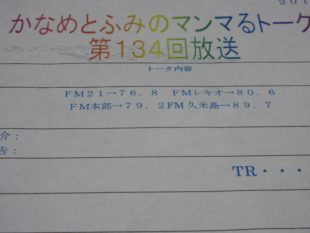 201
かなめとふみのマンマるトーク
第134回放送
トーク内容
FM21→76.8 FMレキオ→80.6
FM本部→79.2FM久米島→89.7
介:
告:
TR・・・